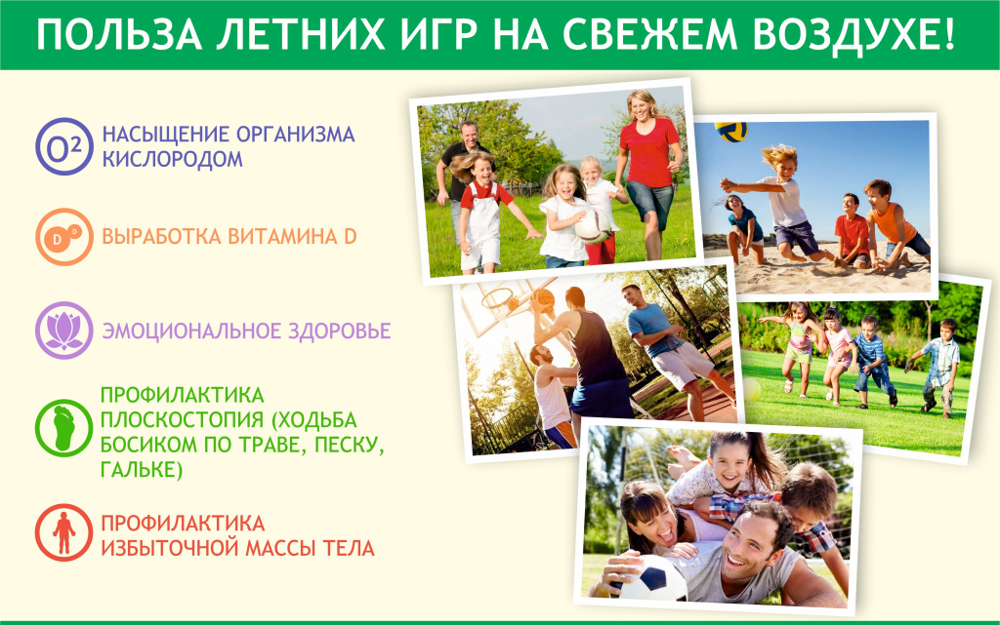 ПОЛЬЗА ЛЕТНИХ ИГР НА СВЕЖЕМ ВОЗДУХЕ!
O²
НАСЫЩЕНИЕ ОРГАНИЗМА
КИСЛОРОДОМ
D D
ВЫРАБОТКА ВИТАМИНА D
ЭМОЦИОНАЛЬНОЕ ЗДОРОВЬЕ
ПРОФИЛАКТИКА
ПЛОСКОСТОПИЯ (ХОДЬБА
БОСИКОМ ПО ТРАВЕ, ПЕСКУ,
ГАЛЬКЕ)
ПРОФИЛАКТИКА
ИЗБЫТОЧНОЙ МАССЫ ТЕЛА